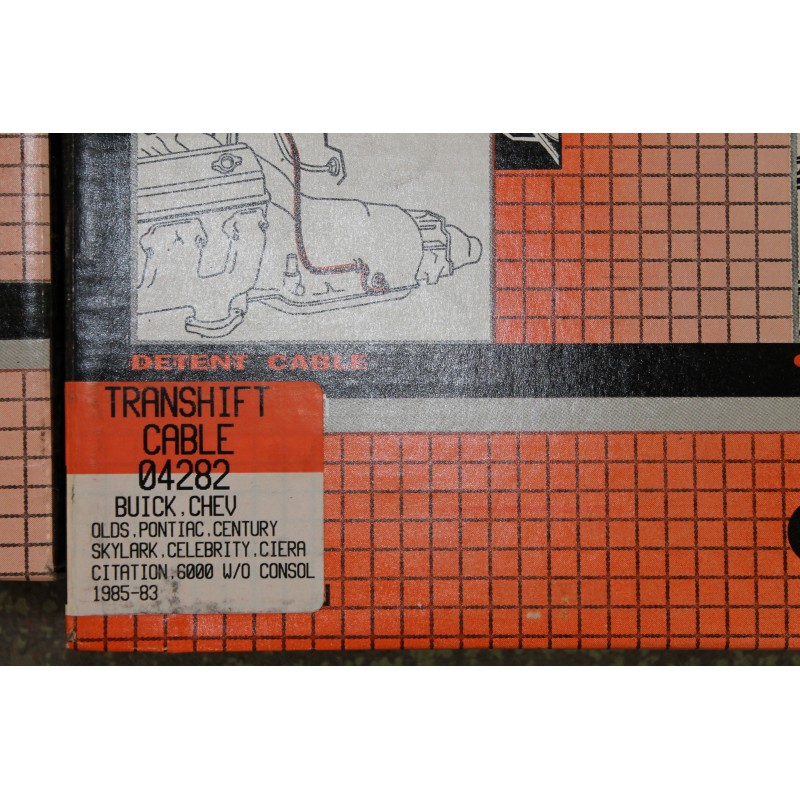 DETENT CABLE
TRANSHIFT
CABLE
04282
BUICK,CHEV
OLDS.PONTIAC.CENTURY
SKYLARK.CELEBRITY.CIERA
CITATION.6000 W/O CONSOL
1985-83